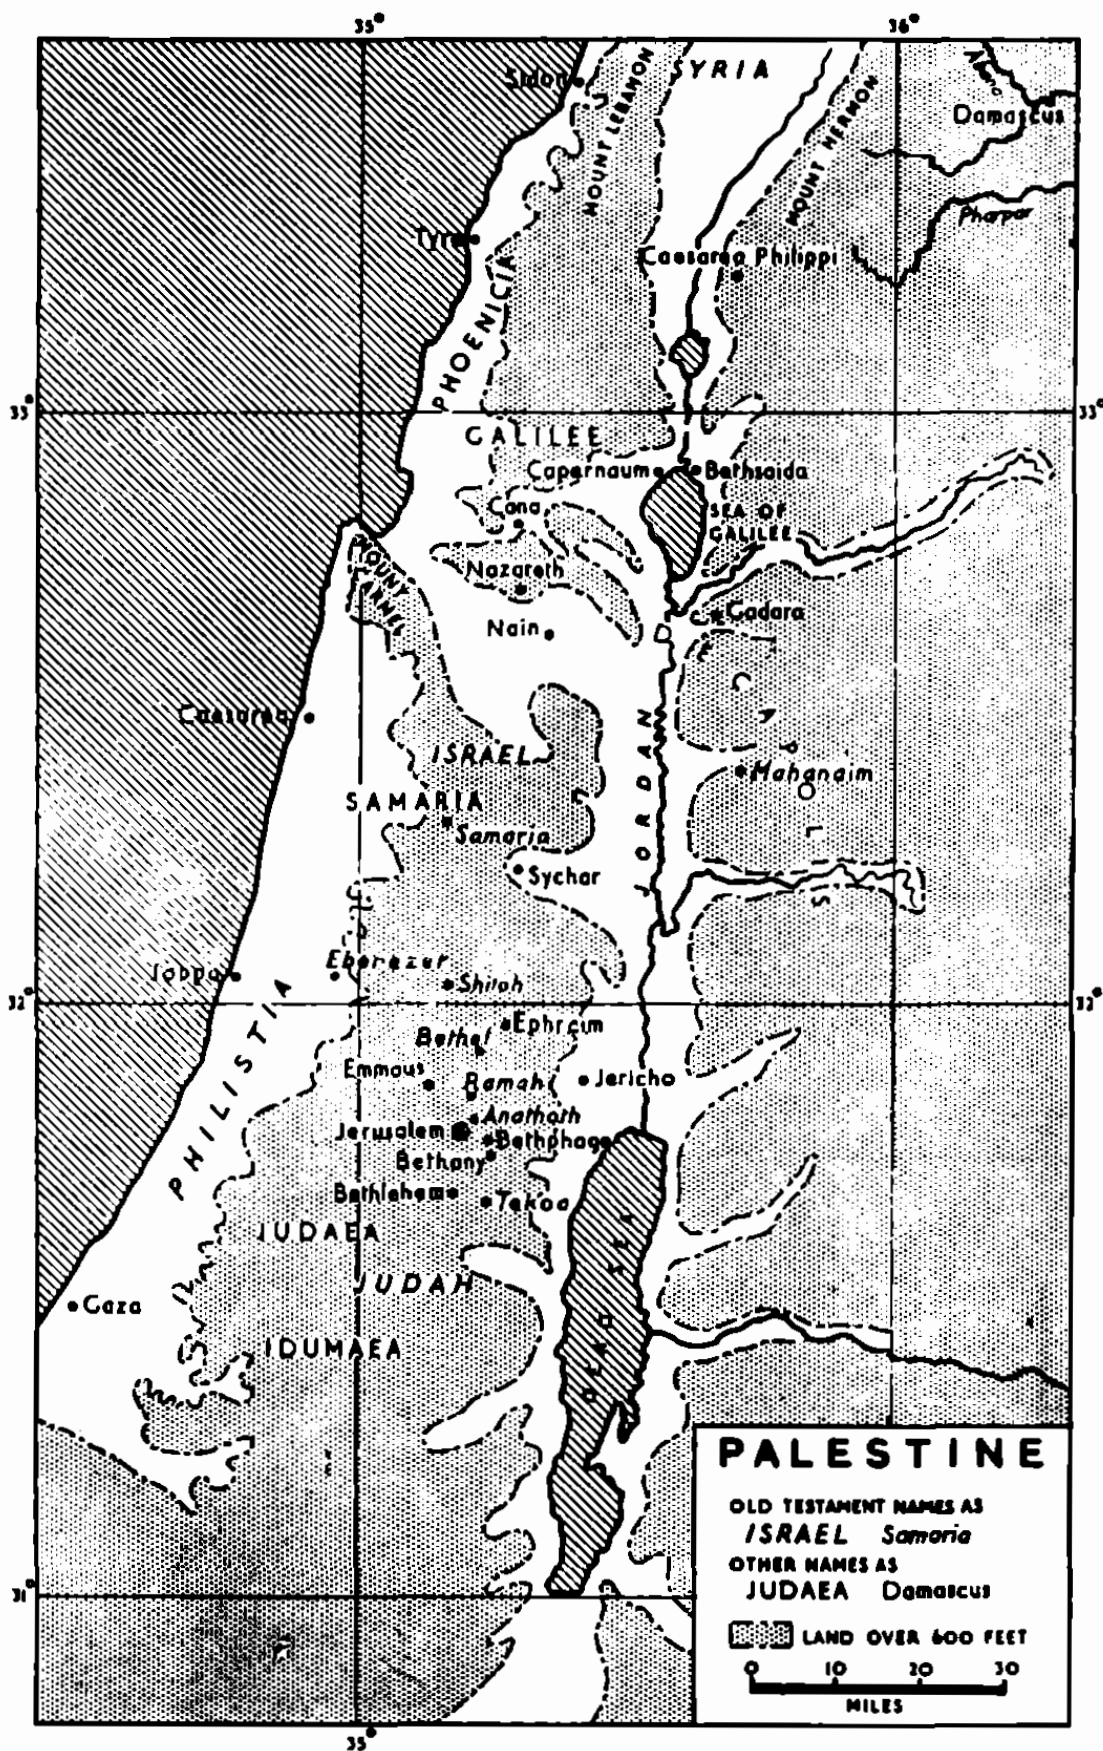 35°
36°
Sidon
SYRIA
Abana
MOUNT LEBANON
Damascus
MOUNT HERMON
Pharpar
Tyre
Caesarea Philippi
PHOENICIA
33°
33°
GALILEE
Capernaum
Bethsaida
Cana
SEA OF
GALILEE
MOUNT
CARMEL
Nazareth
Gadara
Nain
DECAPOLIS
Caesarea
ISRAEL
JORDAN
Mahanaim
SAMARIA
Samaria
Sychar
Joppa
Ebenezer
Shiloh
32°
32°
Ephraim
PHILISTIA
Bethel
Emmaus
Ramah
Jericho
Anathoth
Jerusalem
Bethphage
Bethany
Bethlehem
Tekoa
JUDAEA
DEAD SEA
JUDAH
Gaza
IDUMAEA
PALESTINE
OLD TESTAMENT NAMES AS
ISRAEL Samaria
OTHER NAMES AS
JUDAEA Damascus
LAND OVER 600 FEET
0 10 20 30
MILES
31°
35°